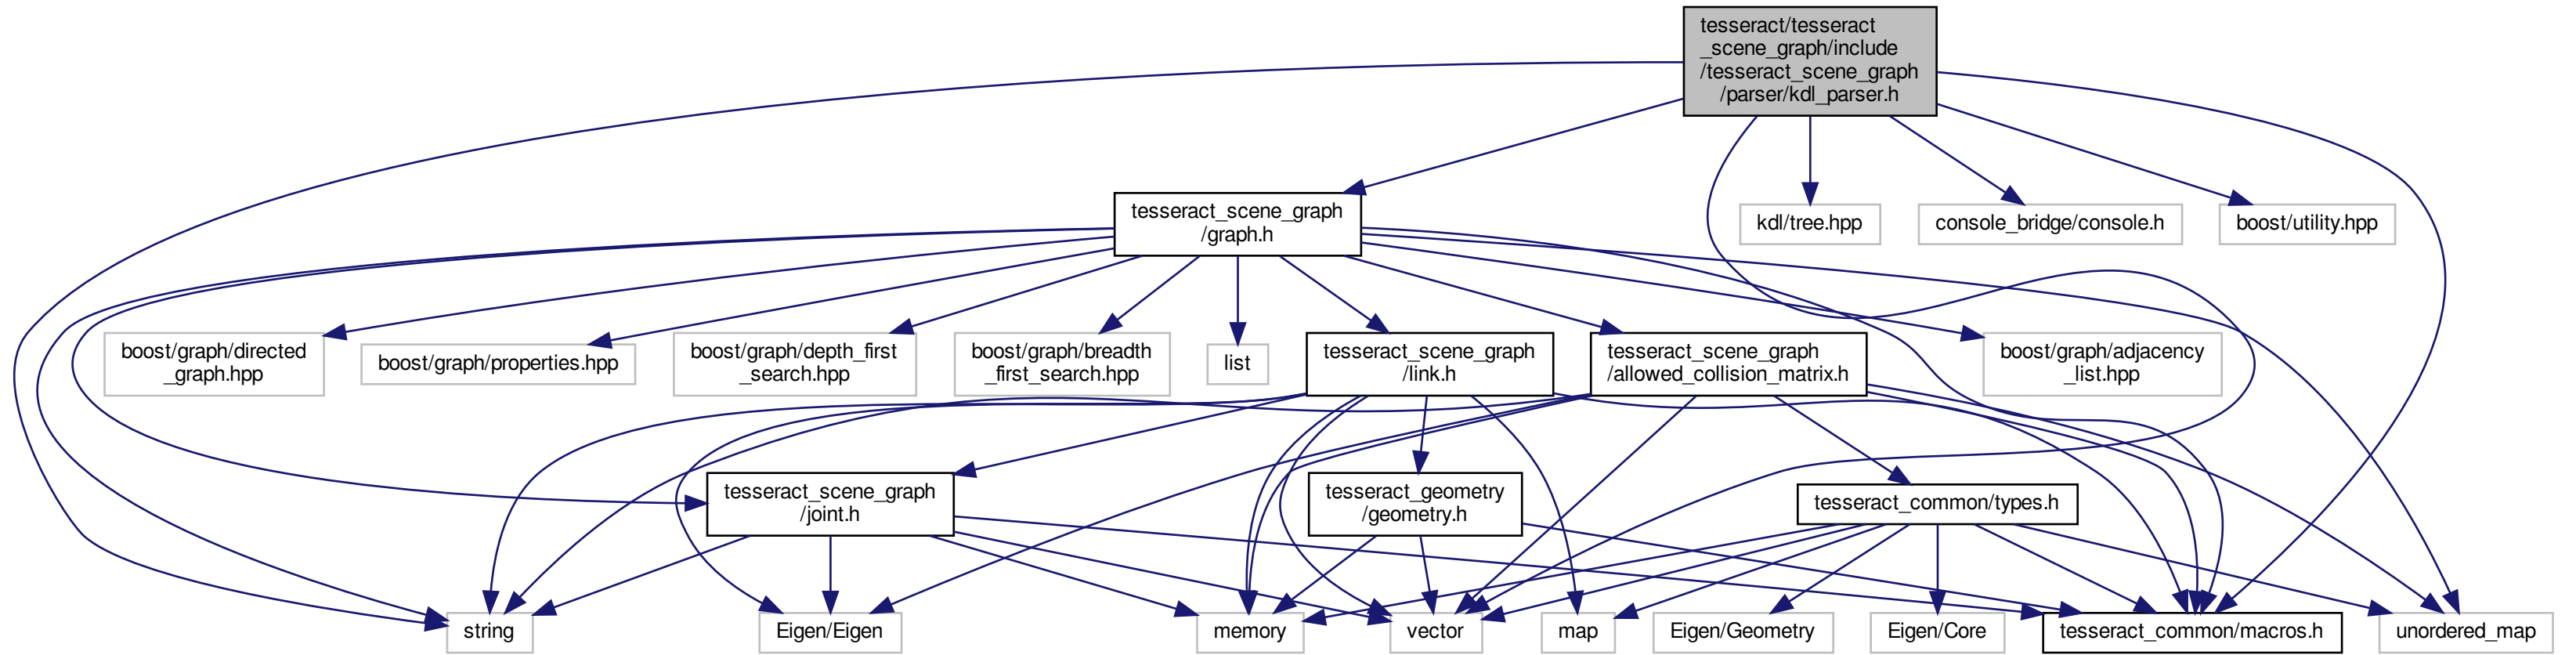 tesseract/tesseract
_scene_graph/include
/tesseract_scene_graph
/parser/kdl_parser.h
tesseract_scene_graph
/graph.h
kdl/tree.hpp
console_bridge/console.h
boost/utility.hpp
boost/graph/directed
_graph.hpp
boost/graph/properties.hpp
boost/graph/depth_first
_search.hpp
boost/graph/breadth
_first_search.hpp
list
tesseract_scene_graph
/link.h
tesseract_scene_graph
/allowed_collision_matrix.h
boost/graph/adjacency
_list.hpp
tesseract_scene_graph
/joint.h
tesseract_geometry
/geometry.h
tesseract_common/types.h
string
Eigen/Eigen
memory
vector
map
Eigen/Geometry
Eigen/Core
tesseract_common/macros.h
unordered_map